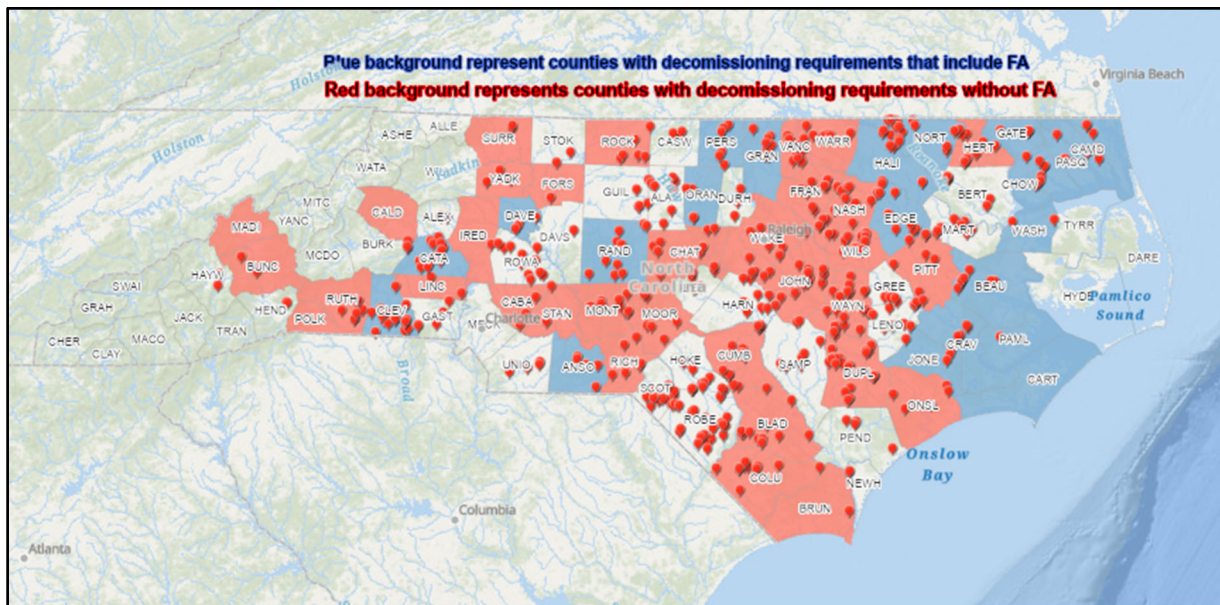 Blue background represent counties with decomissioning requirements that include FA
Red background represents counties with decomissioning requirements without FA
Virginia Beach
Holston
Holston
ASHE ALLE SURR STOK ROCK CASW PERS GRAN VANC WARR NORT HERT GATE CAMD
WATA Yadkin YADK FORS GUIL ALA ORAN DURH FRAN HALI BERT CHOW PASQ
MITC YANC CALD ALEX IRED DAVE DAVS RAND CHAT WAKE Raleigh NASH EDGE MART WASH TYRR DARE
MADI BUNC MCDO BURK CATA ROWA North Carolina JOHN WILS PITT BEAU HYDE
HAYW SWAI RUTH LINC CABA STAN MONT MOOR HARN WAYN GREE LENO Pamlico Sound
GRAH JACK HEND POLK CLEV GAST MECK Charlotte CRAV PAML
CHER CLAY MACO TRAN UNIO ANSO RICH HOKE CUMB SAMP DUPL JONE CART
Broad SCOT ROBE BLAD ONSL
PEND Onslow Bay
COLU NEWH
BRUN
Columbia
Atlanta